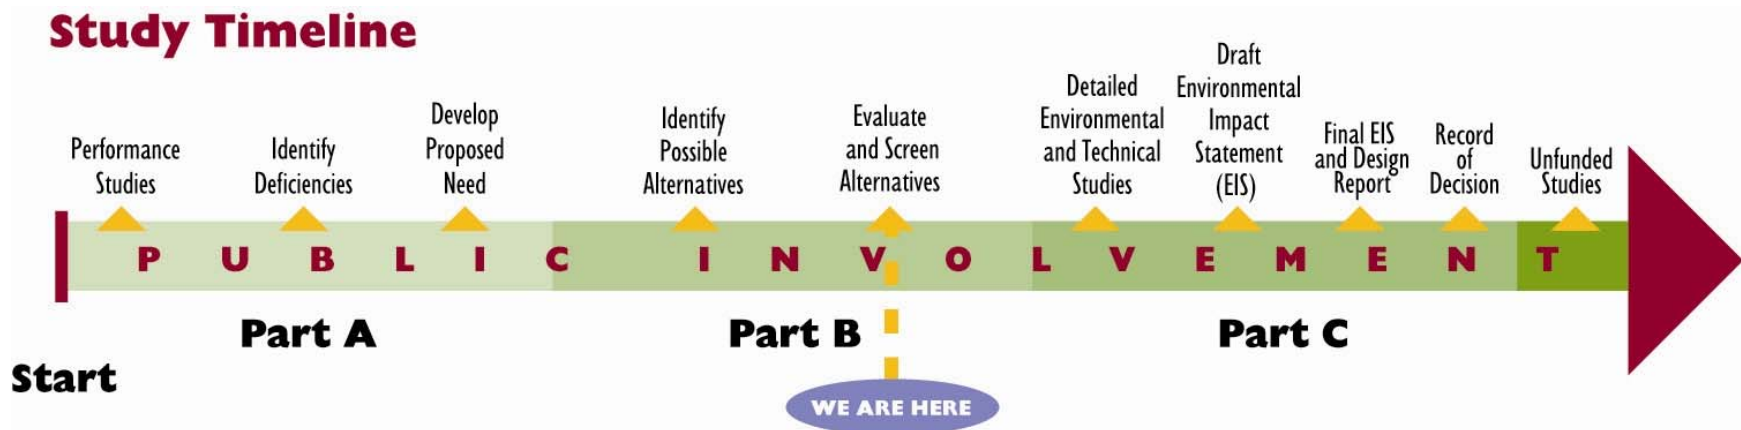 Study Timeline
Performance
Studies
Identify
Deficiencies
Develop
Proposed
Need
Identify
Possible
Alternatives
Evaluate
and Screen
Alternatives
Detailed
Environmental
and Technical
Studies
Draft
Environmental
Impact
Statement
(EIS)
Final EIS
and Design
Report
Record
of
Decision
Unfunded
Studies
PUBLIC INVOLVEMENT
Part A
Part B
Part C
Start
WE ARE HERE